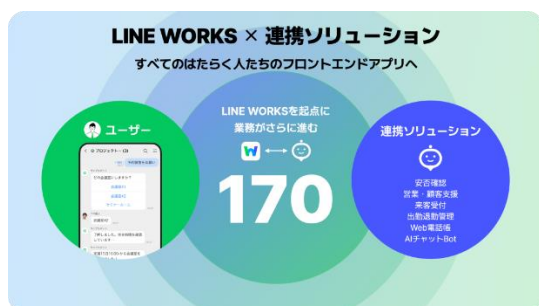 LINE WORKS × 連携ソリューション
すべてのはたらく人たちのフロントエンドアプリへ
ユーザー
LINE WORKSを起点に
業務がさらに進む
170
連携ソリューション
安否確認
営業・顧客支援
来客受付
出勤退勤管理
Web電話帳
AIチャットBot